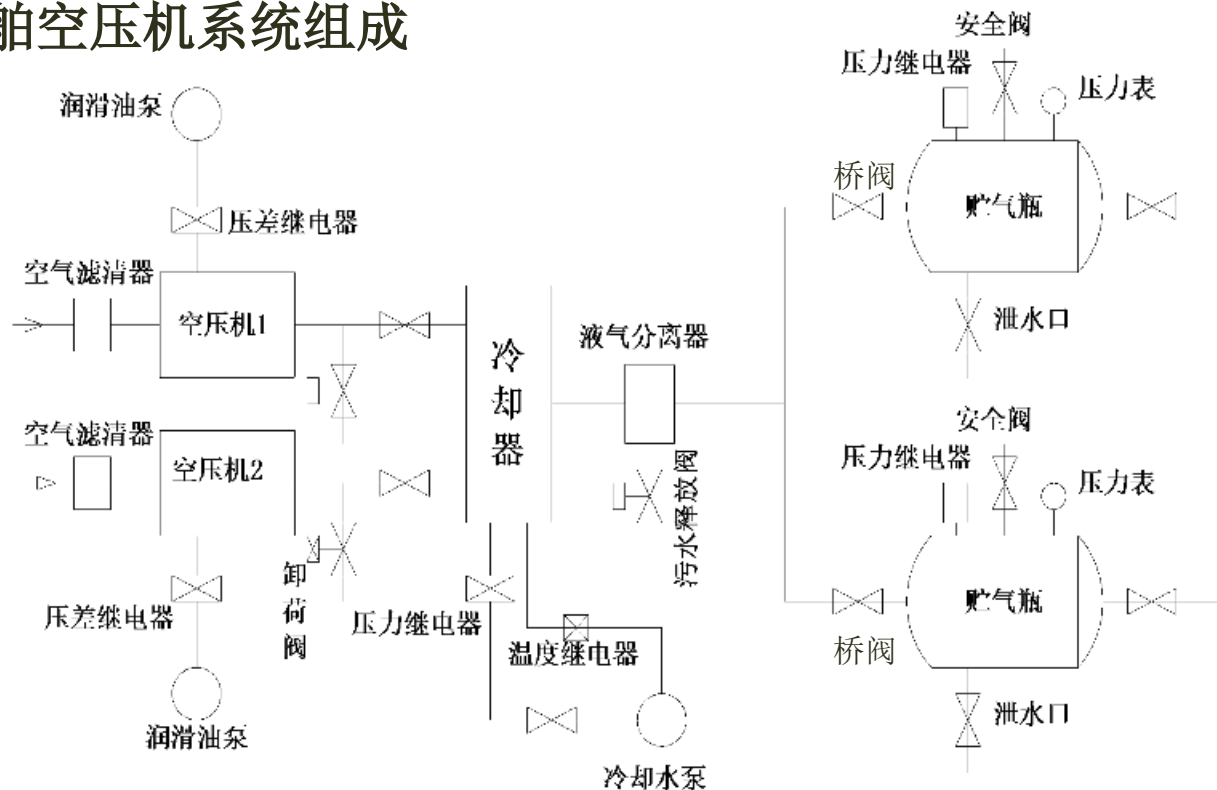 舶空压机系统组成
安全阀
压力继电器
压力表
润滑油泵
桥阀
贮气瓶
压差继电器
空气滤清器
空压机1
泄水口
液气分离器
冷却器
安全阀
空气滤清器
空压机2
压力继电器
压力表
污水释放阀
卸荷阀
贮气瓶
压差继电器
压力继电器
温度继电器
桥阀
泄水口
润滑油泵
冷却水泵